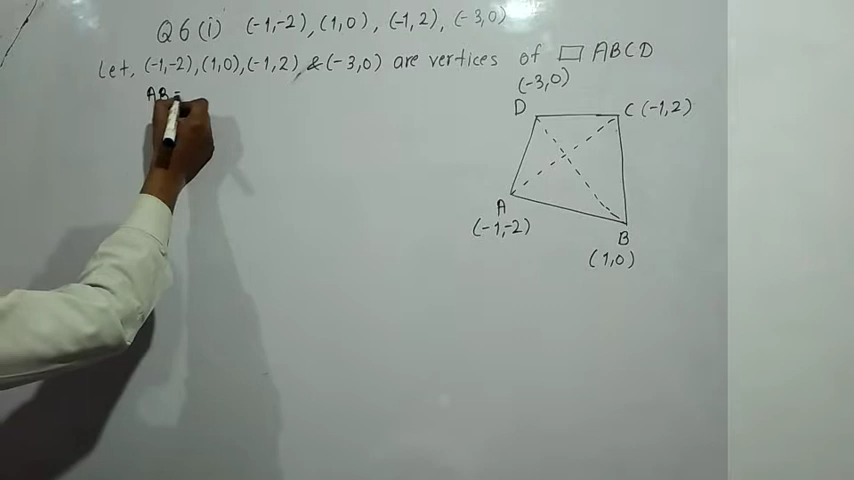 Q 6 (i) (-1,-2), (1,0), (-1,2), (-3,0)
Let, (-1,-2), (1,0), (-1,2), & (-3,0) are vertices of □ ABCD
(-3,0)
D
C (-1,2)
AB =
A
(-1,-2)
B
(1,0)